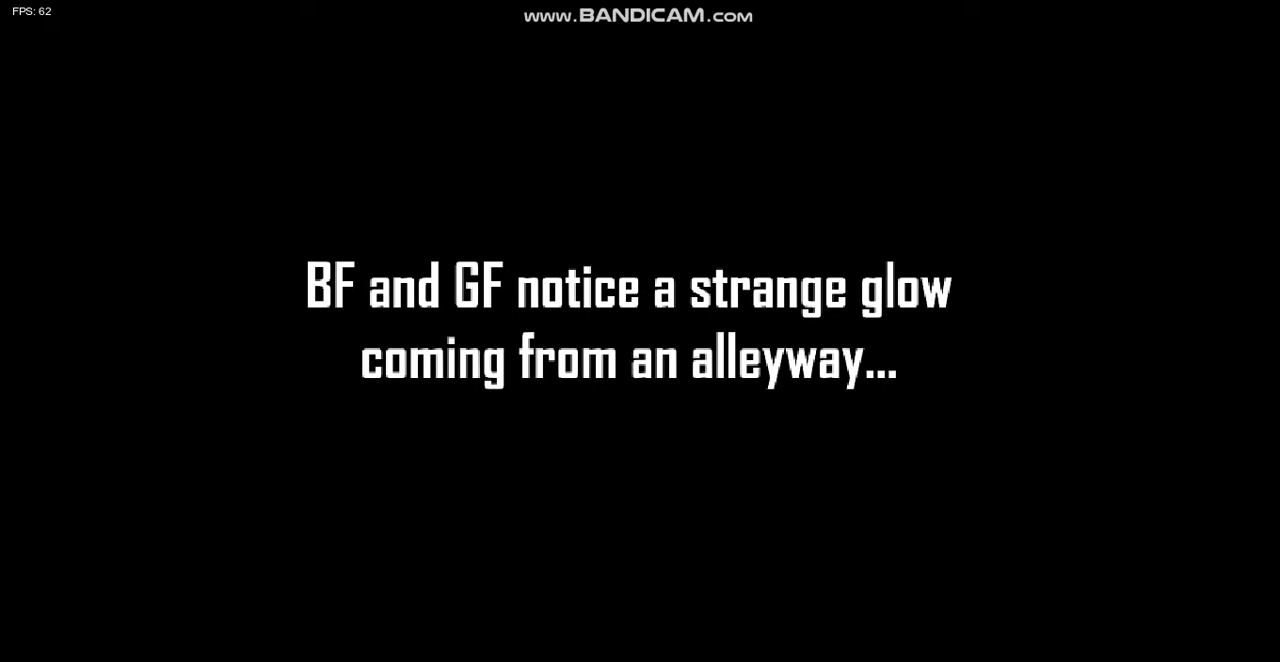 FPS: 62
www.BANDICAM.com
BF and GF notice a strange glow
coming from an alleyway...